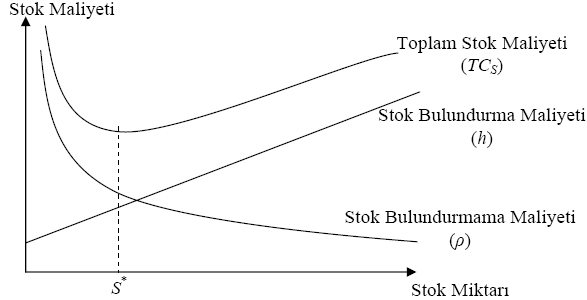 Stok Maliyeti
Toplam Stok Maliyeti
(TCS)
Stok Bulundurma Maliyeti
(h)
Stok Bulundurmama Maliyeti
(ρ)
S*
Stok Miktarı